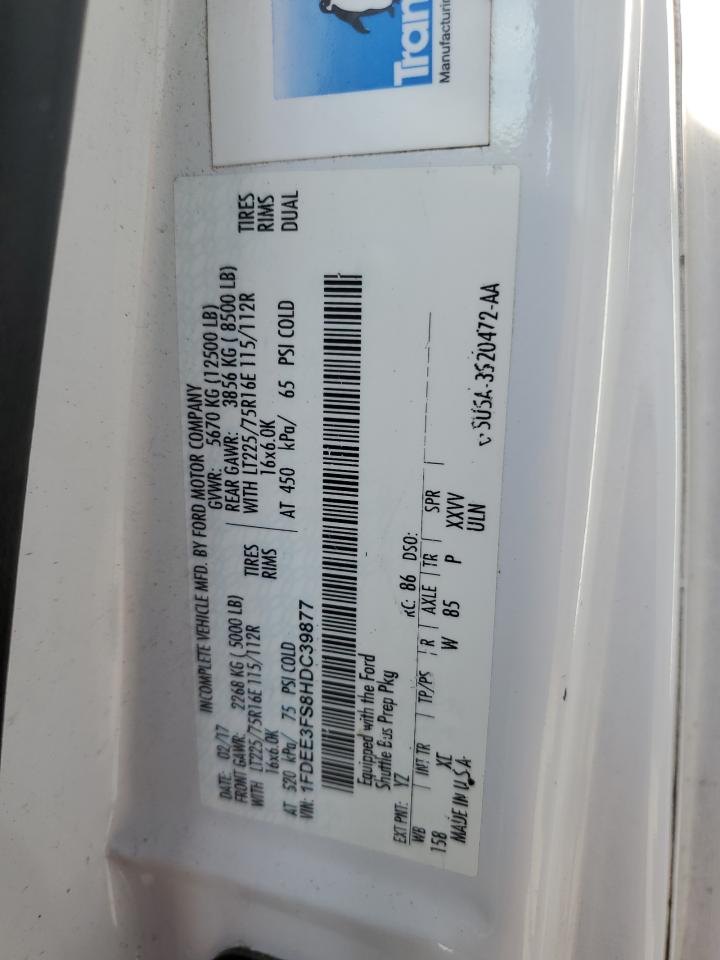 Tran
Manufacturin
INCOMPLETE VEHICLE MFD. BY FORD MOTOR COMPANY
DATE: 02/17 GVWR: 5670 KG (12500 LB)
FRONT GAWR: 2268 KG (5000 LB) REAR GAWR: 3856 KG (8500 LB)
WITH LT225/75R16E 115/112R TIRES WITH LT225/75R16E 115/112R TIRES
16x6.0K RIMS 16x6.0K RIMS
AT 520 kPa/ 75 PSI COLD AT 450 kPa/ 65 PSI COLD DUAL
VIN: 1FDEE3FS8HDC39877
Equipped with the Ford
Shuttle Bus Prep Pkg
EXT PNT: YZ RC: 86 DSO:
WB INT TR TP/PS R AXLE TR SPR
158 XE W 85 P XXVV
MADE IN U.S.A. ULN
5U5A-3520472-AA